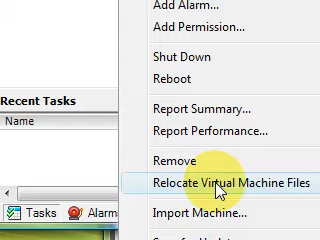 Add Alarm...
Add Permission...
Shut Down
Reboot
Recent Tasks
Name
Report Summary...
Report Performance...
Remove
Relocate Virtual Machine Files
Import Machine...
Tasks
Alarms